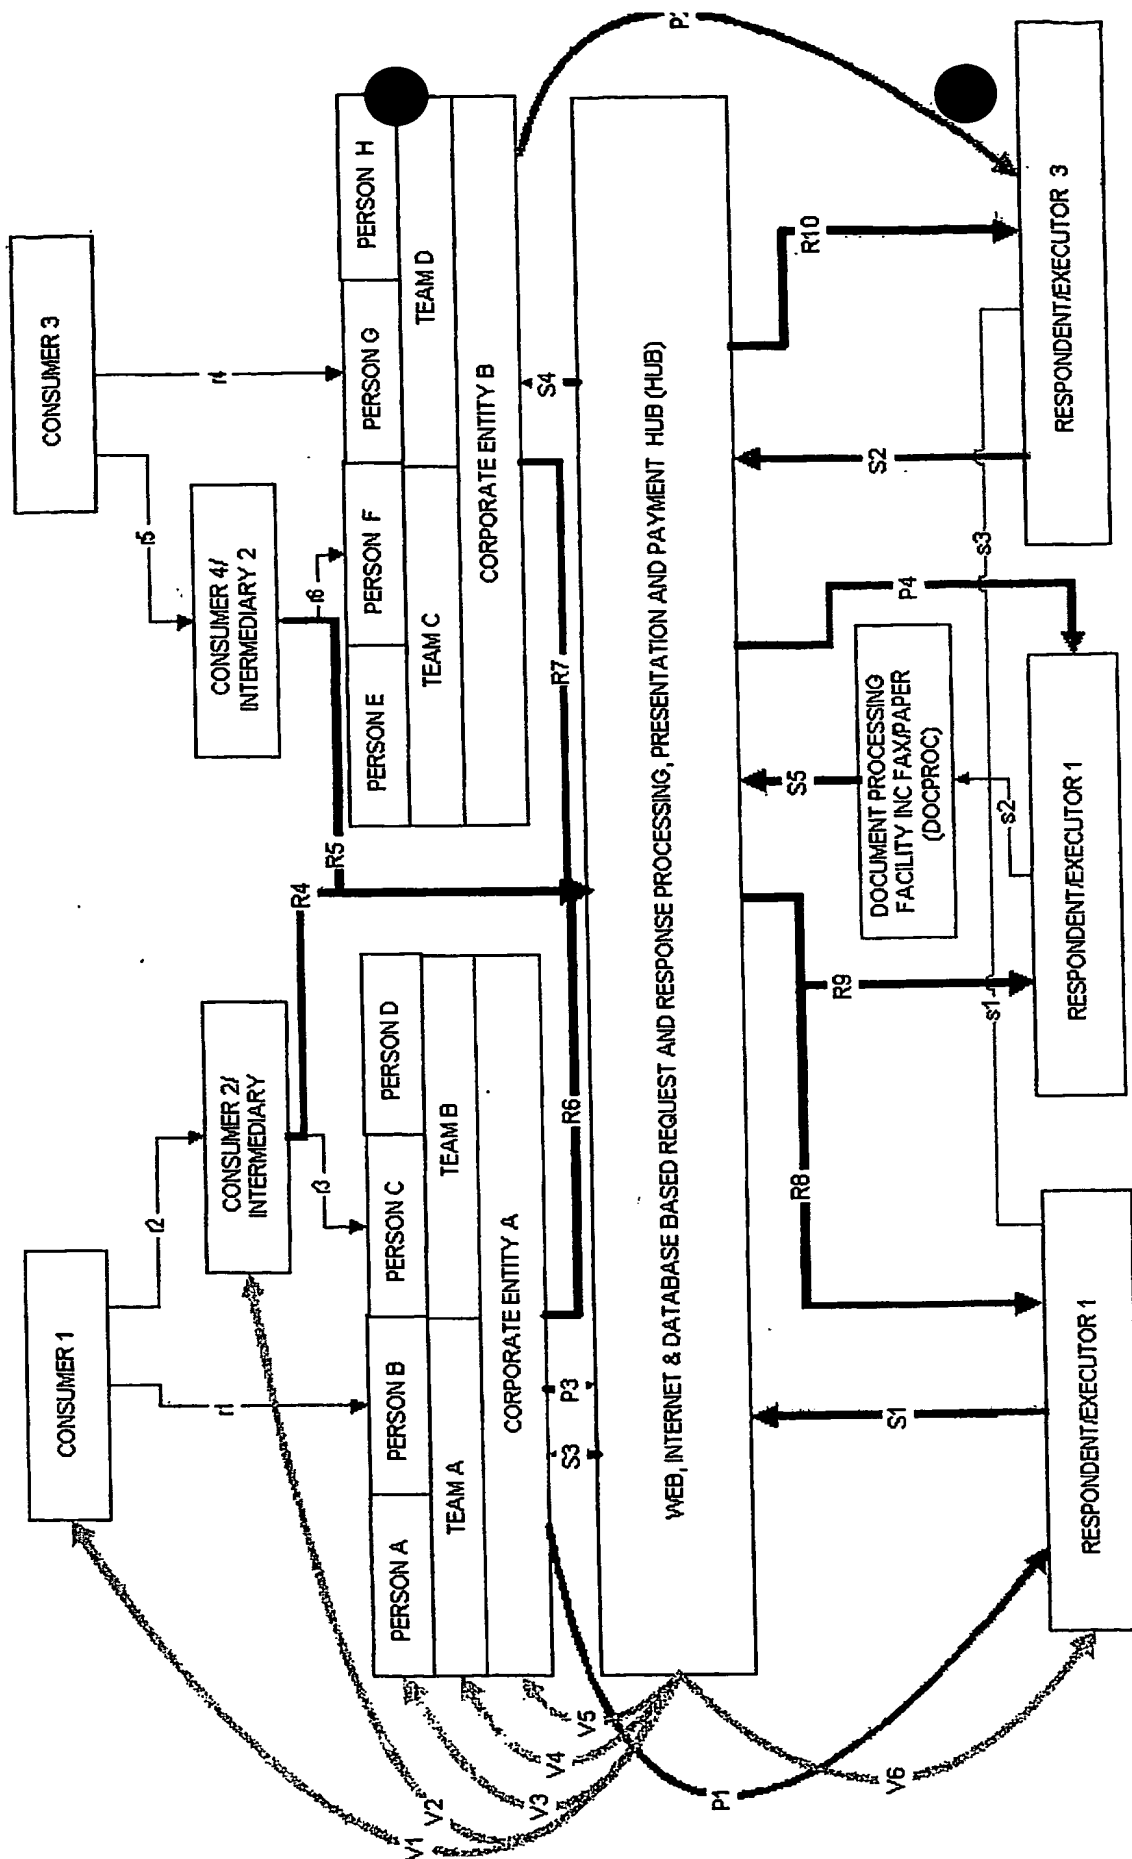 CONSUMER 1
CONSUMER 3
r1
r2
r4
r5
CONSUMER 2/
INTERMEDIARY
CONSUMER 4/
INTERMEDIARY 2
r3
R4
r6
R5
PERSON A
PERSON B
PERSON C
PERSON D
TEAM A
TEAM B
CORPORATE ENTITY A
PERSON E
PERSON F
PERSON G
PERSON H
TEAM C
TEAM D
CORPORATE ENTITY B
V1
V2
V3
V4
V5
S3
P3
R6
R7
S4
WEB, INTERNET & DATABASE BASED REQUEST AND RESPONSE PROCESSING, PRESENTATION AND PAYMENT HUB (HUB)
P1
V6
S1
R8
R9
S5
P4
S2
R10
DOCUMENT PROCESSING
FACILITY INC FAX/PAPER
(DOCPROC)
s1
s2
s3
RESPONDENT/EXECUTOR 1
RESPONDENT/EXECUTOR 1
RESPONDENT/EXECUTOR 3